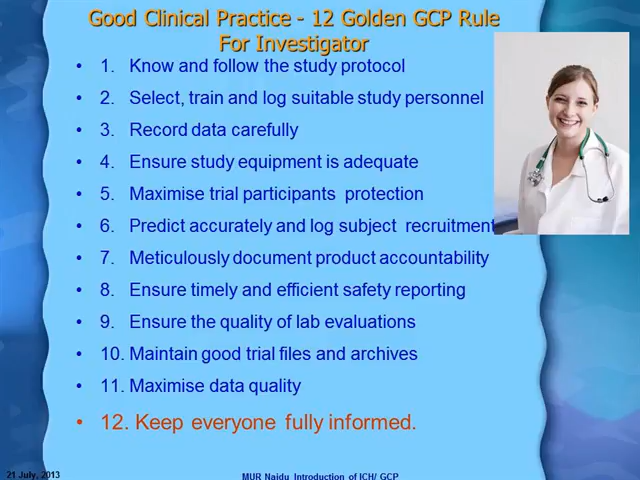 Good Clinical Practice - 12 Golden GCP Rule
For Investigator
• 1. Know and follow the study protocol
• 2. Select, train and log suitable study personnel
• 3. Record data carefully
• 4. Ensure study equipment is adequate
• 5. Maximise trial participants protection
• 6. Predict accurately and log subject recruitment
• 7. Meticulously document product accountability
• 8. Ensure timely and efficient safety reporting
• 9. Ensure the quality of lab evaluations
• 10. Maintain good trial files and archives
• 11. Maximise data quality
• 12. Keep everyone fully informed.
21 July, 2013
MUR Naidu Introduction of ICH/ GCP